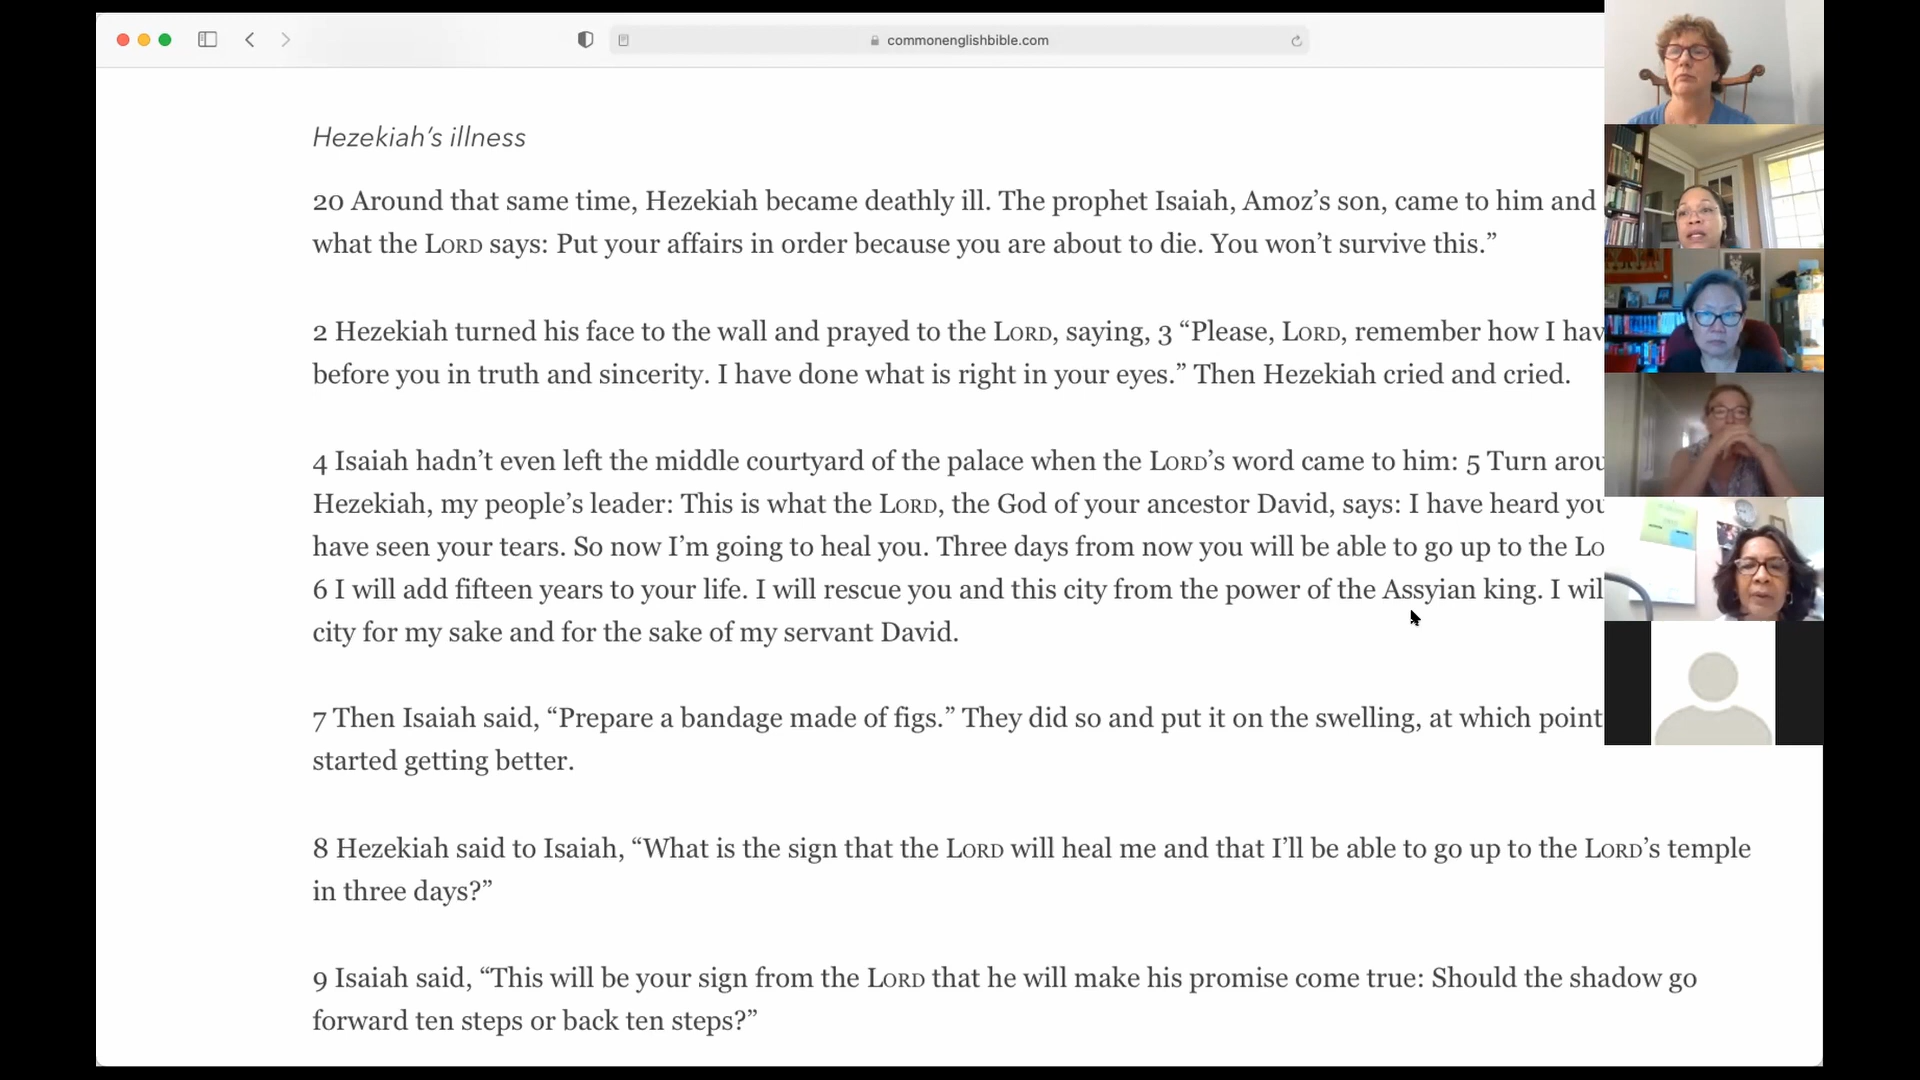 commonenglishbible.com
Hezekiah’s illness
20 Around that same time, Hezekiah became deathly ill. The prophet Isaiah, Amoz’s son, came to him and
what the LORD says: Put your affairs in order because you are about to die. You won’t survive this.”
2 Hezekiah turned his face to the wall and prayed to the LORD, saying, 3 “Please, LORD, remember how I hav
before you in truth and sincerity. I have done what is right in your eyes.” Then Hezekiah cried and cried.
4 Isaiah hadn’t even left the middle courtyard of the palace when the LORD’s word came to him: 5 Turn arou
Hezekiah, my people’s leader: This is what the LORD, the God of your ancestor David, says: I have heard you
have seen your tears. So now I’m going to heal you. Three days from now you will be able to go up to the LO
6 I will add fifteen years to your life. I will rescue you and this city from the power of the Assyian king. I wil
city for my sake and for the sake of my servant David.
7 Then Isaiah said, “Prepare a bandage made of figs.” They did so and put it on the swelling, at which point
started getting better.
8 Hezekiah said to Isaiah, “What is the sign that the LORD will heal me and that I’ll be able to go up to the LORD’s temple
in three days?”
9 Isaiah said, “This will be your sign from the LORD that he will make his promise come true: Should the shadow go
forward ten steps or back ten steps?”